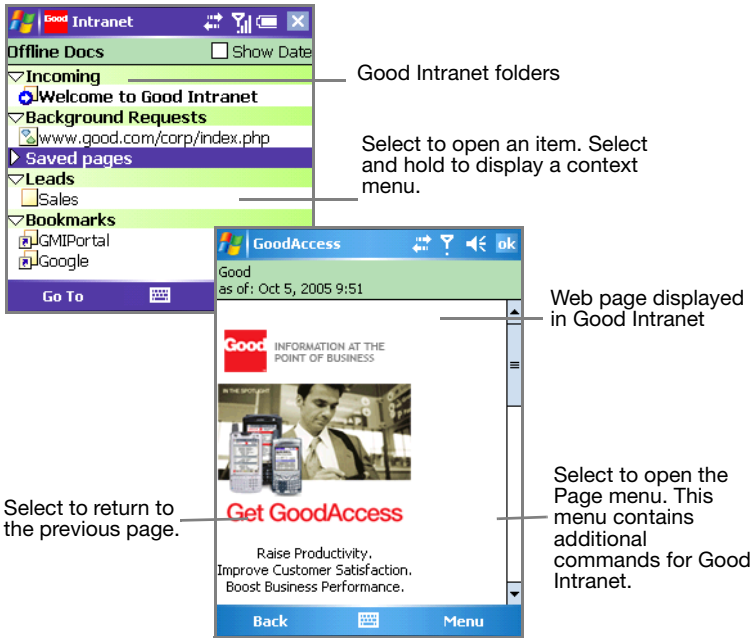 Good Intranet
Offline Docs Show Date
Incoming
Welcome to Good Intranet
Background Requests
www.good.com/corp/index.php
Saved pages
Leads
Sales
Bookmarks
GMIPortal
Google
Go To
Good Intranet folders
Select to open an item. Select
and hold to display a context
menu.
GoodAccess ok
Good
as of: Oct 5, 2005 9:51
Good INFORMATION AT THE
POINT OF BUSINESS
IN THE SPOTLIGHT
Get GoodAccess
Raise Productivity.
Improve Customer Satisfaction.
Boost Business Performance.
Back Menu
Web page displayed
in Good Intranet
Select to return to
the previous page.
Select to open the
Page menu. This
menu contains
additional
commands for Good
Intranet.